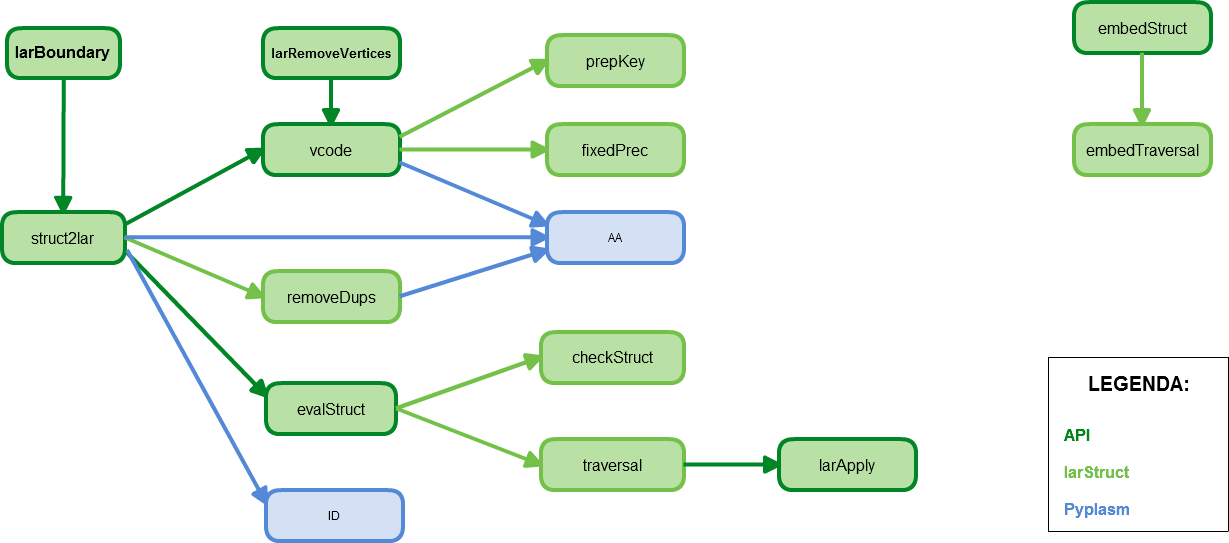 larBoundary
larRemoveVertices
prepKey
embedStruct
vcode
fixedPrec
embedTraversal
struct2lar
AA
removeDups
checkStruct
evalStruct
traversal
larApply
ID
LEGENDA:
API
larStruct
Pyplasm